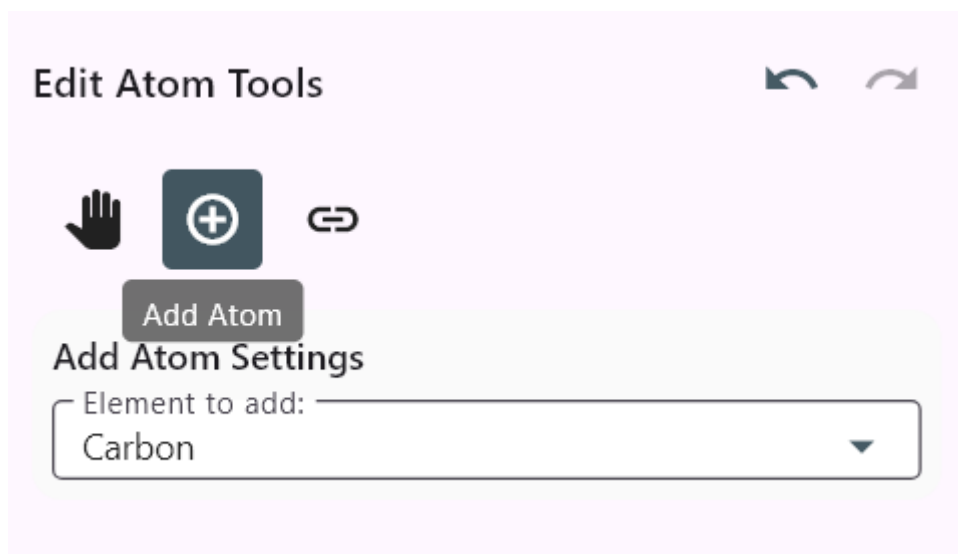 Edit Atom Tools
Add Atom
Add Atom Settings
Element to add:
Carbon